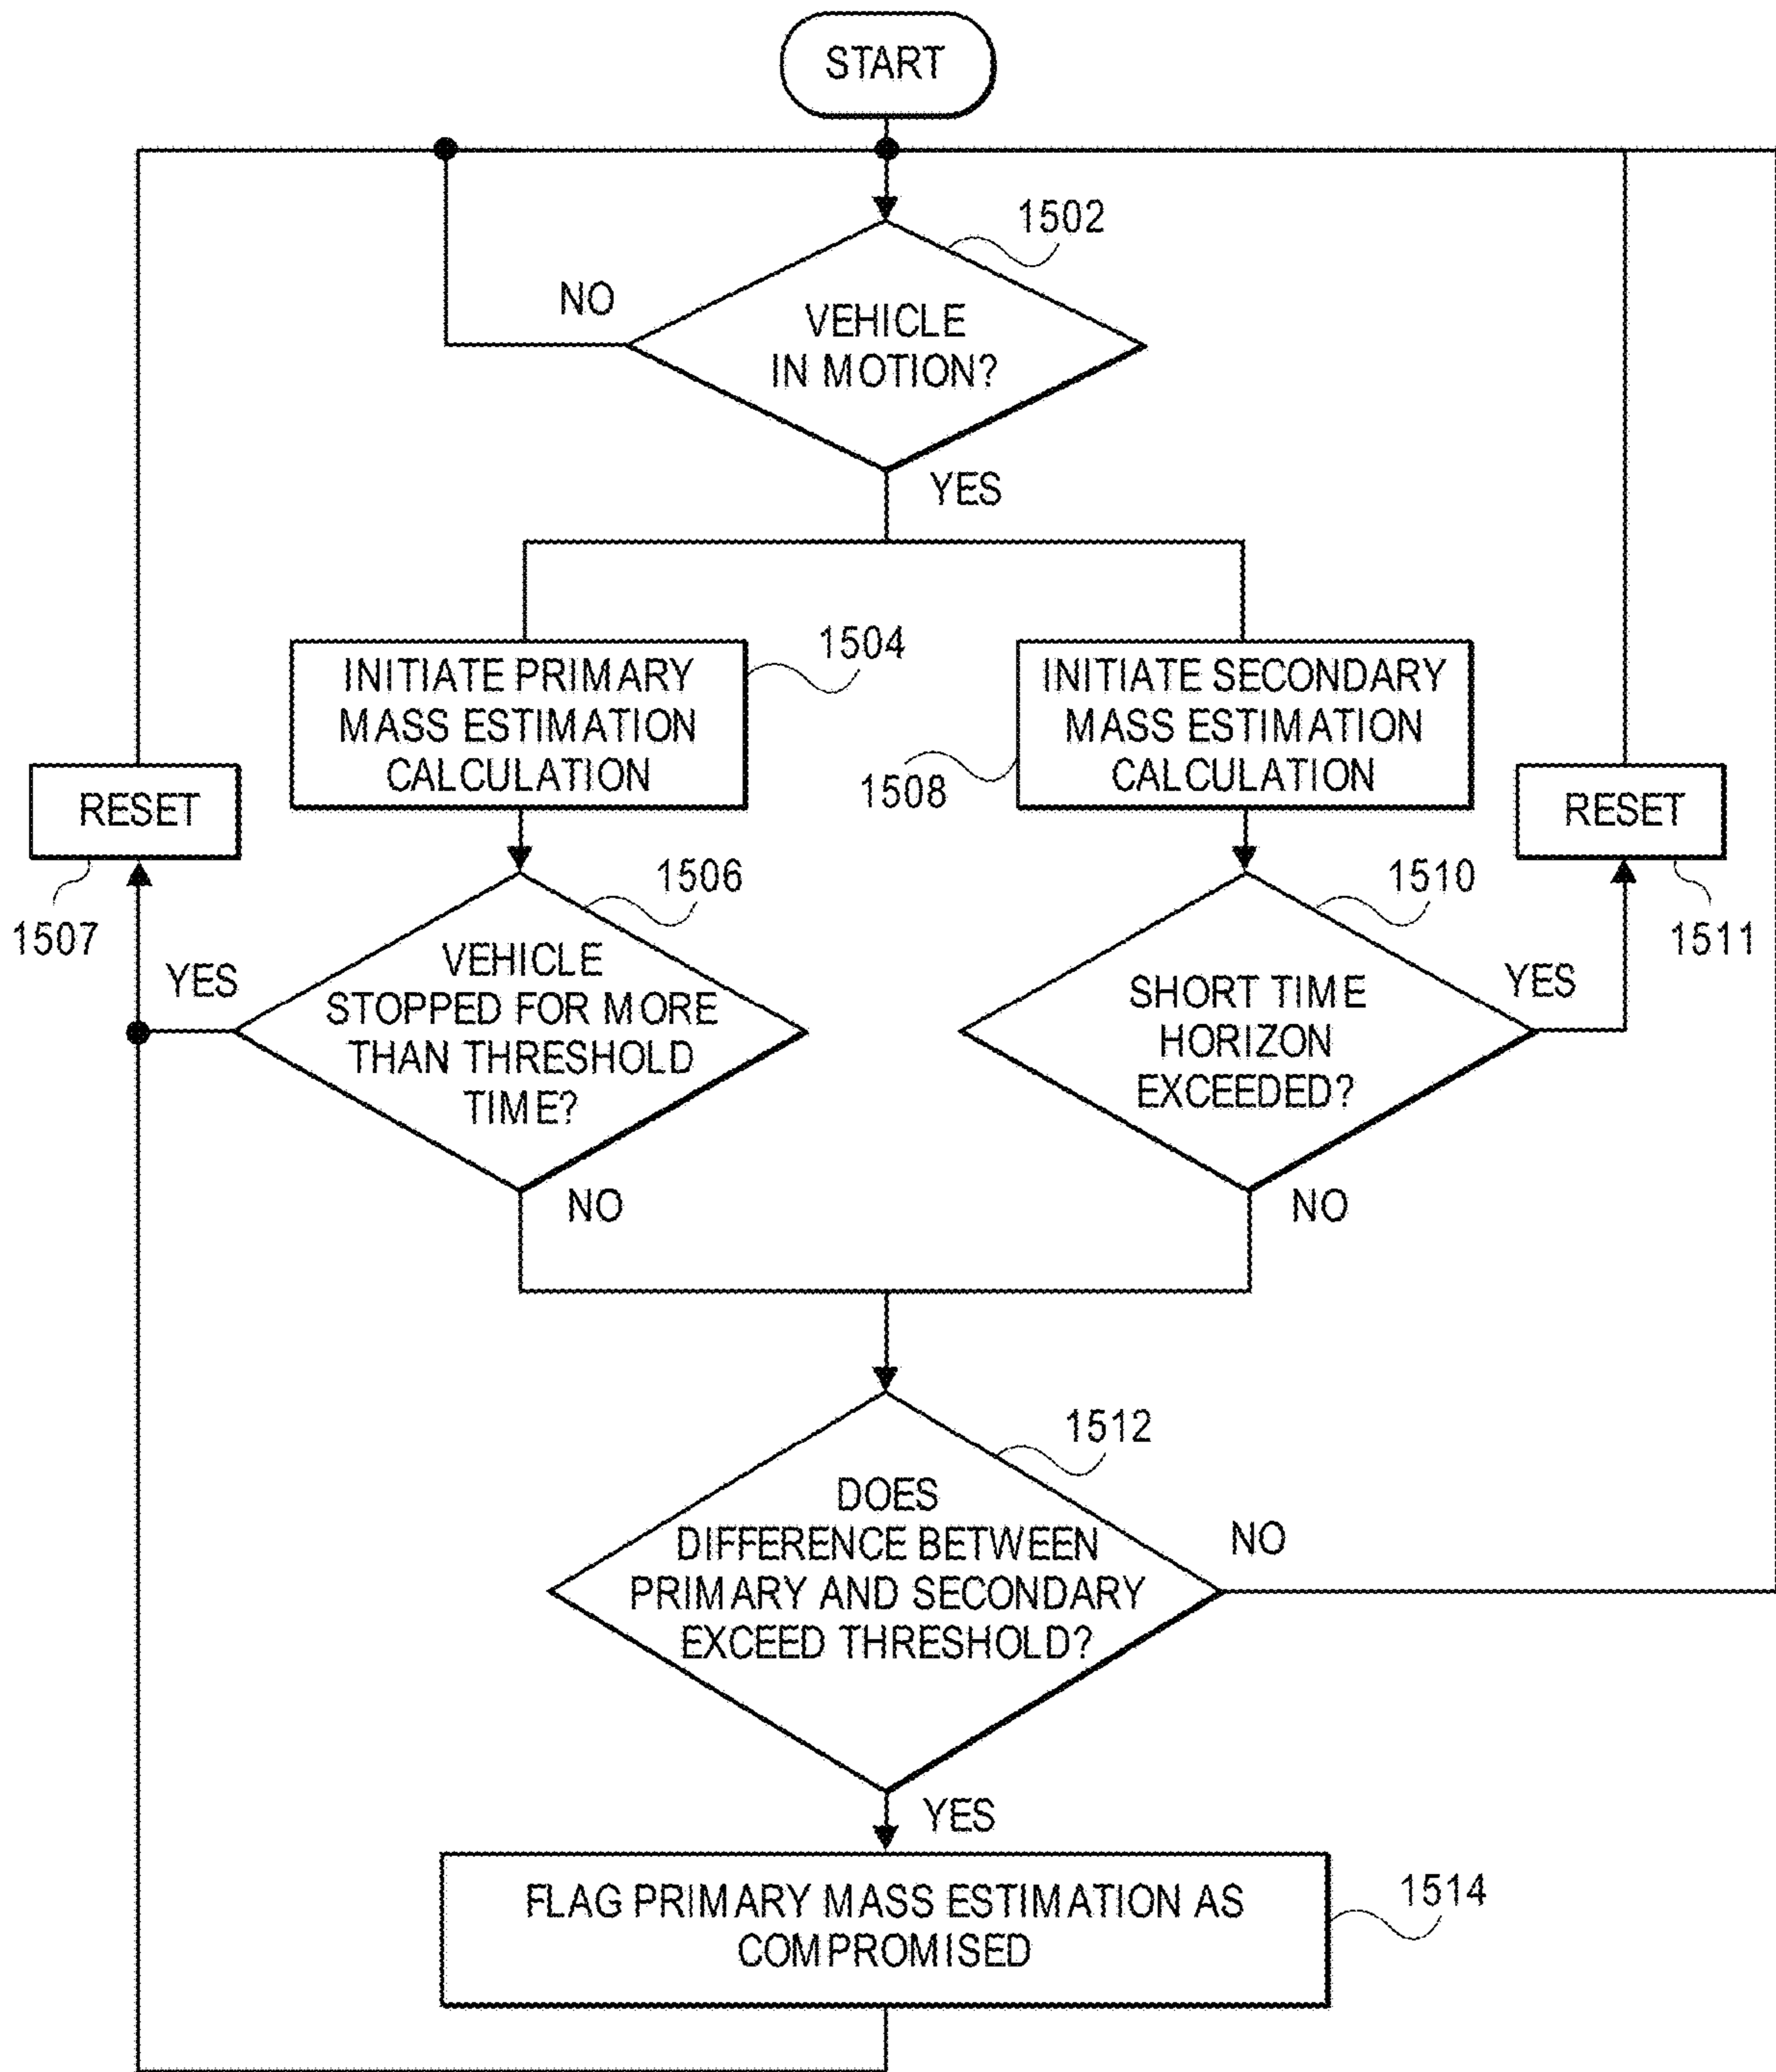 START
1502
NO
VEHICLE
IN MOTION?
YES
1504
INITIATE PRIMARY
MASS ESTIMATION
CALCULATION
INITIATE SECONDARY
MASS ESTIMATION
CALCULATION
1508
RESET
1507
RESET
1511
1506
YES
VEHICLE
STOPPED FOR MORE
THAN THRESHOLD
TIME?
NO
1510
SHORT TIME
HORIZON
EXCEEDED?
YES
NO
1512
DOES
DIFFERENCE BETWEEN
PRIMARY AND SECONDARY
EXCEED THRESHOLD?
NO
YES
FLAG PRIMARY MASS ESTIMATION AS
COMPROMISED
1514